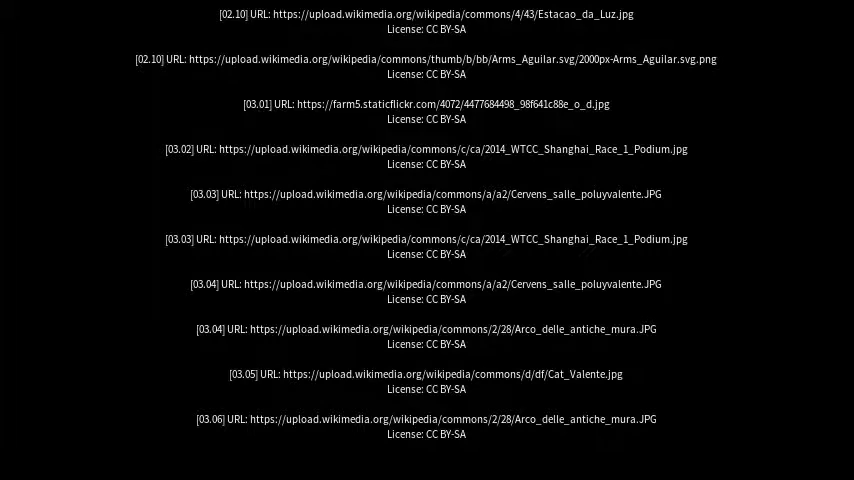 [02.10] URL: https://upload.wikimedia.org/wikipedia/commons/4/43/Estacao_da_Luz.jpg
License: CC BY-SA
[02.10] URL: https://upload.wikimedia.org/wikipedia/commons/thumb/b/bb/Arms_Aguilar.svg/2000px-Arms_Aguilar.svg.png
License: CC BY-SA
[03.01] URL: https://farm5.staticflickr.com/4072/4477684498_98f641c88e_o_d.jpg
License: CC BY-SA
[03.02] URL: https://upload.wikimedia.org/wikipedia/commons/c/ca/2014_WTCC_Shanghai_Race_1_Podium.jpg
License: CC BY-SA
[03.03] URL: https://upload.wikimedia.org/wikipedia/commons/a/a2/Cervens_salle_poluyvalente.JPG
License: CC BY-SA
[03.03] URL: https://upload.wikimedia.org/wikipedia/commons/c/ca/2014_WTCC_Shanghai_Race_1_Podium.jpg
License: CC BY-SA
[03.04] URL: https://upload.wikimedia.org/wikipedia/commons/a/a2/Cervens_salle_poluyvalente.JPG
License: CC BY-SA
[03.04] URL: https://upload.wikimedia.org/wikipedia/commons/2/28/Arco_delle_antiche_mura.JPG
License: CC BY-SA
[03.05] URL: https://upload.wikimedia.org/wikipedia/commons/d/df/Cat_Valente.jpg
License: CC BY-SA
[03.06] URL: https://upload.wikimedia.org/wikipedia/commons/2/28/Arco_delle_antiche_mura.JPG
License: CC BY-SA